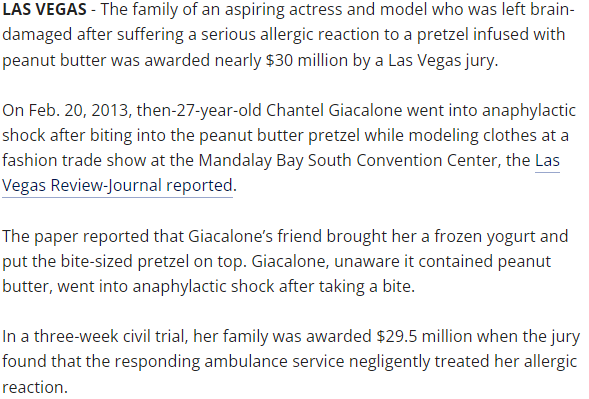 LAS VEGAS - The family of an aspiring actress and model who was left brain-
damaged after suffering a serious allergic reaction to a pretzel infused with
peanut butter was awarded nearly $30 million by a Las Vegas jury.
On Feb. 20, 2013, then-27-year-old Chantel Giacalone went into anaphylactic
shock after biting into the peanut butter pretzel while modeling clothes at a
fashion trade show at the Mandalay Bay South Convention Center, the Las
Vegas Review-Journal reported.
The paper reported that Giacalone’s friend brought her a frozen yogurt and
put the bite-sized pretzel on top. Giacalone, unaware it contained peanut
butter, went into anaphylactic shock after taking a bite.
In a three-week civil trial, her family was awarded $29.5 million when the jury
found that the responding ambulance service negligently treated her allergic
reaction.